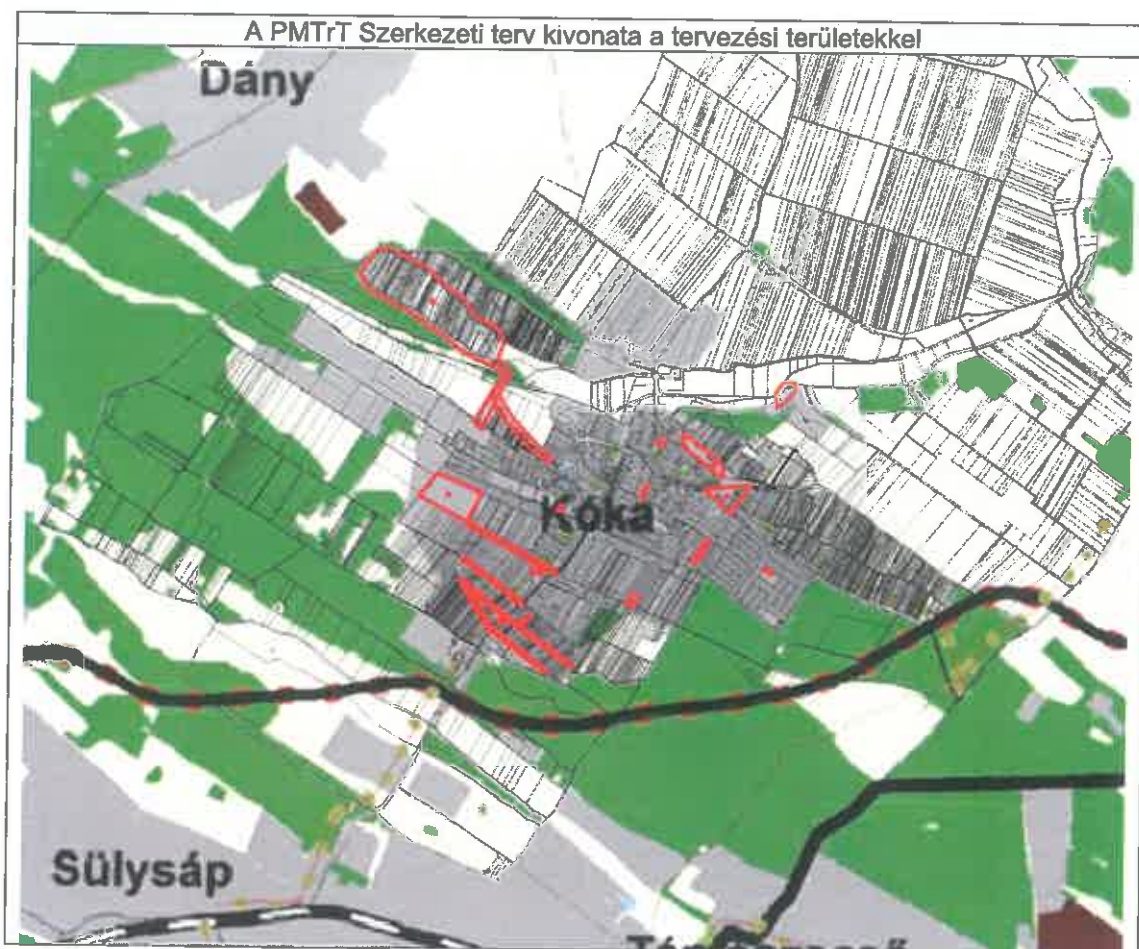 A PMTrT Szerkezeti terv kivonata a tervezési területekkel
Dány
Kóka
Sülysáp